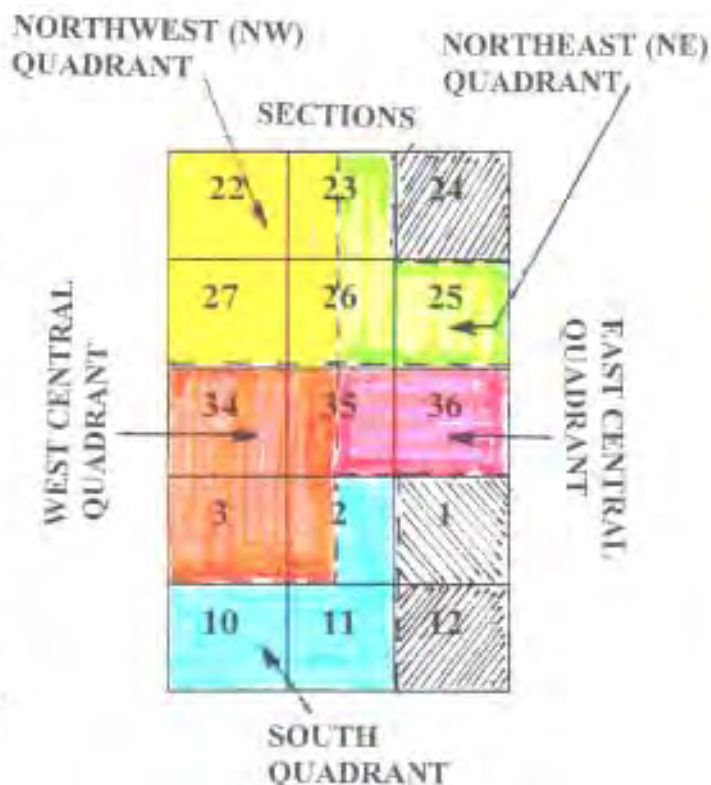 NORTHWEST (NW)
QUADRANT
NORTHEAST (NE)
QUADRANT
SECTIONS
22 23 24
27 26 25
WEST CENTRAL
QUADRANT
34 35 36
EAST CENTRAL
QUADRANT
3 2 1
10 11 12
SOUTH
QUADRANT